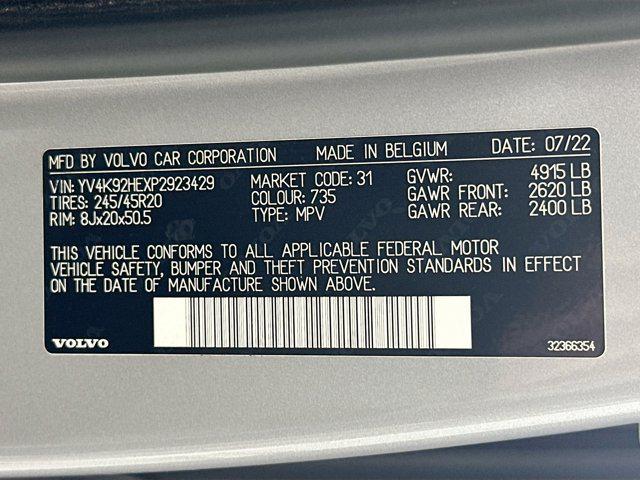 MFD BY VOLVO CAR CORPORATION MADE IN BELGIUM DATE: 07/22
VIN: YV4K92HEXP2923429 MARKET CODE: 31 GVWR: 4915 LB
TIRES: 245/45R20 COLOUR: 735 GAWR FRONT: 2620 LB
RIM: 8Jx20x50.5 TYPE: MPV GAWR REAR: 2400 LB
THIS VEHICLE CONFORMS TO ALL APPLICABLE FEDERAL MOTOR
VEHICLE SAFETY, BUMPER AND THEFT PREVENTION STANDARDS IN EFFECT
ON THE DATE OF MANUFACTURE SHOWN ABOVE.
VOLVO 32366354